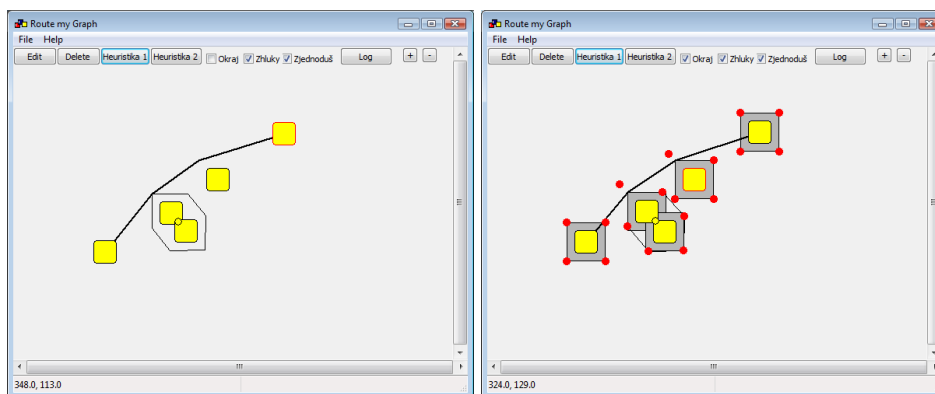 Route my Graph
File Help
Edit Delete Heuristika 1 Heuristika 2 Okraj Zhluky Zjednoduš Log + -
348.0, 113.0
Route my Graph
File Help
Edit Delete Heuristika 1 Heuristika 2 Okraj Zhluky Zjednoduš Log + -
324.0, 129.0